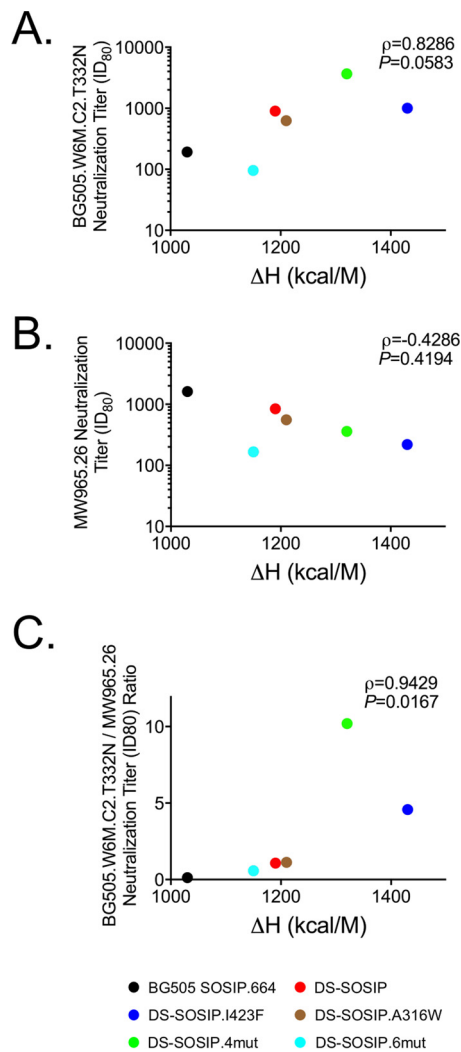 A.
BG505.W6M.C2.T332N
Neutralization Titer (ID80)
10000
1000
100
10
1000
1200
1400
ΔH (kcal/M)
ρ=0.8286
P=0.0583
B.
MW965.26 Neutralization
Titer (ID80)
10000
1000
100
10
1000
1200
1400
ΔH (kcal/M)
ρ=-0.4286
P=0.4194
C.
BG505.W6M.C2.T332N / MW965.26
Neutralization Titer (ID80) Ratio
10
5
0
1000
1200
1400
ΔH (kcal/M)
ρ=0.9429
P=0.0167
BG505 SOSIP.664
DS-SOSIP
DS-SOSIP.I423F
DS-SOSIP.A316W
DS-SOSIP.4mut
DS-SOSIP.6mut